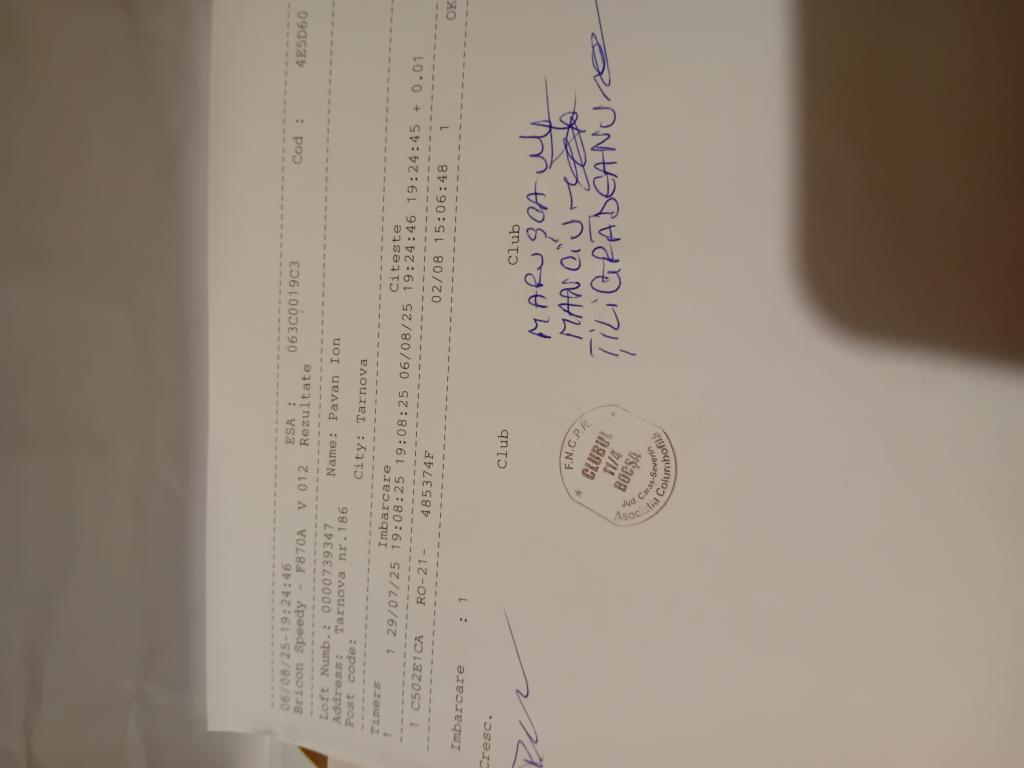 06/08/25-19:24:46 ESA : 063C0019C3 Cod : 4E5D60
Bricon Speedy - F870A V 012 Rezultate
Loft Numb.: 0000739347 Name: Pavan Ion
Address: Tarnova nr.186
Post code: City: Tarnova
Timers Imbarcare Citeste
1 1 29/07/25 19:08:25 19:08:25 06/08/25 19:24:46 19:24:45 + 0.01
1 C502E1CA RO-21- 485374F 02/08 15:06:48 1 OK
Imbarcare : 1
Cresc. Club Club
MANOiU
F.N.C.P.R.
CLUBUL
11/4
BOCȘA
Jud. Caras-Severin
Columbofila